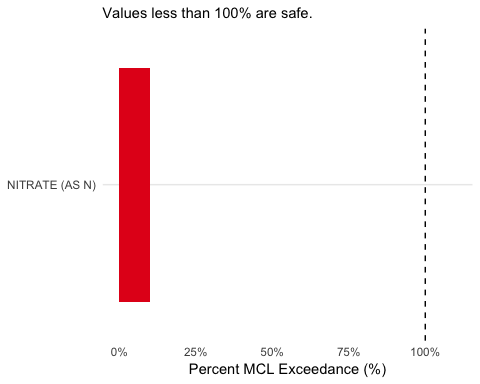 Values less than 100% are safe.
NITRATE (AS N)
0% 25% 50% 75% 100%
Percent MCL Exceedance (%)